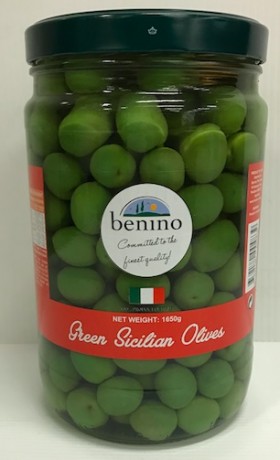 benino
Committed to the
finest quality!
NET WEIGHT: 1650g
Green Sicilian Olives